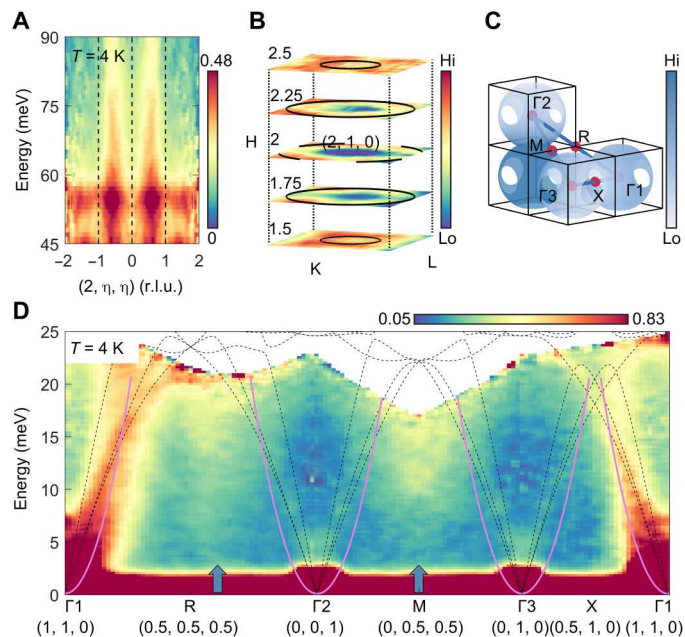 A
T = 4 K
90
75
60
45
Energy (meV)
−2 −1 0 1 2
(2, η, η) (r.l.u.)
0.48
0
B
2.5
2.25
2
1.75
1.5
(2, 1, 0)
H
K
L
Hi
Lo
C
Γ2
M
R
Γ3
X
Γ1
Hi
Lo
D
0.05
0.83
T = 4 K
25
20
15
10
5
0
Energy (meV)
Γ1 R Γ2 M Γ3 X Γ1
(1, 1, 0) (0.5, 0.5, 0.5) (0, 0, 1) (0, 0.5, 0.5) (0, 1, 0) (0.5, 1, 0) (1, 1, 0)